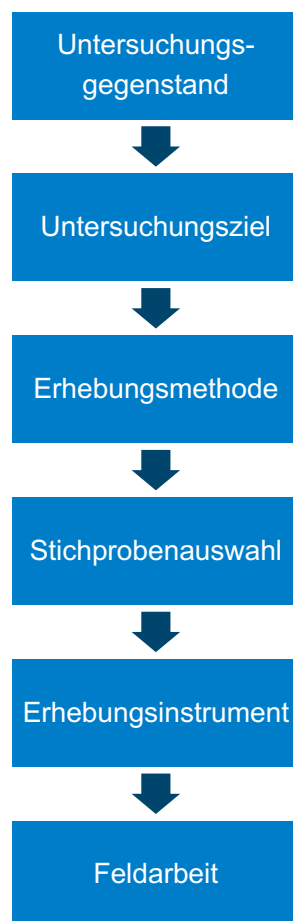 Untersuchungs-
gegenstand
Untersuchungsziel
Erhebungsmethode
Stichprobenauswahl
Erhebungsinstrument
Feldarbeit